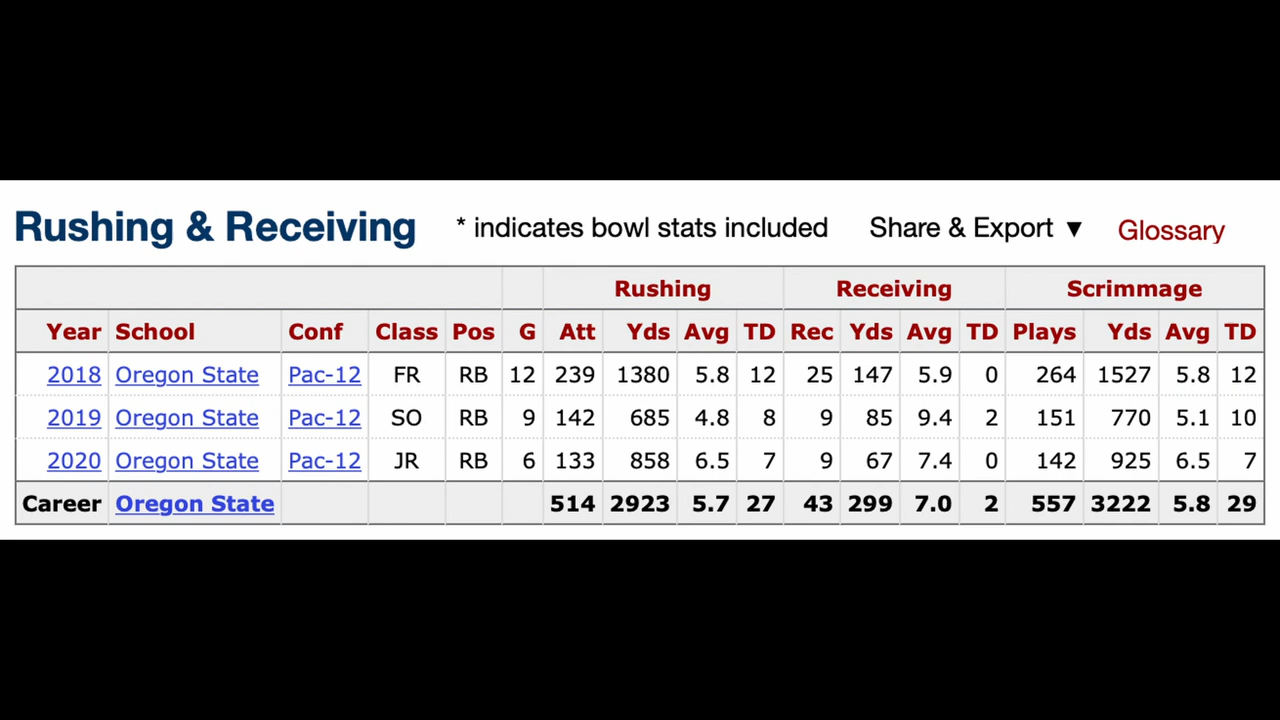 Rushing & Receiving * indicates bowl stats included Share & Export ▼ Glossary
Rushing Receiving Scrimmage
Year School Conf Class Pos G Att Yds Avg TD Rec Yds Avg TD Plays Yds Avg TD
2018 Oregon State Pac-12 FR RB 12 239 1380 5.8 12 25 147 5.9 0 264 1527 5.8 12
2019 Oregon State Pac-12 SO RB 9 142 685 4.8 8 9 85 9.4 2 151 770 5.1 10
2020 Oregon State Pac-12 JR RB 6 133 858 6.5 7 9 67 7.4 0 142 925 6.5 7
Career Oregon State 514 2923 5.7 27 43 299 7.0 2 557 3222 5.8 29